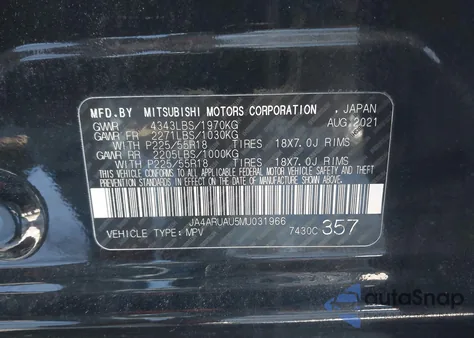 MFD.BY MITSUBISHI MOTORS CORPORATION , JAPAN
GVWR 4343LBS/1970KG AUG.2021
GAWR FR 2271LBS/1030KG
WITH P225/55R18 TIRES 18X7.0J RIMS
GAWR RR 2205LBS/1000KG
WITH P225/55R18 TIRES 18X7.0J RIMS
THIS VEHICLE CONFORMS TO ALL APPLICABLE FEDERAL
MOTOR VEHICLE SAFETY AND THEFT PREVENTION
STANDARDS IN EFFECT ON THE DATE OF MANUFACTURE
SHOWN ABOVE.
JA4ARUAU5MU031966
VEHICLE TYPE: MPV 7430C 357
autoSnap